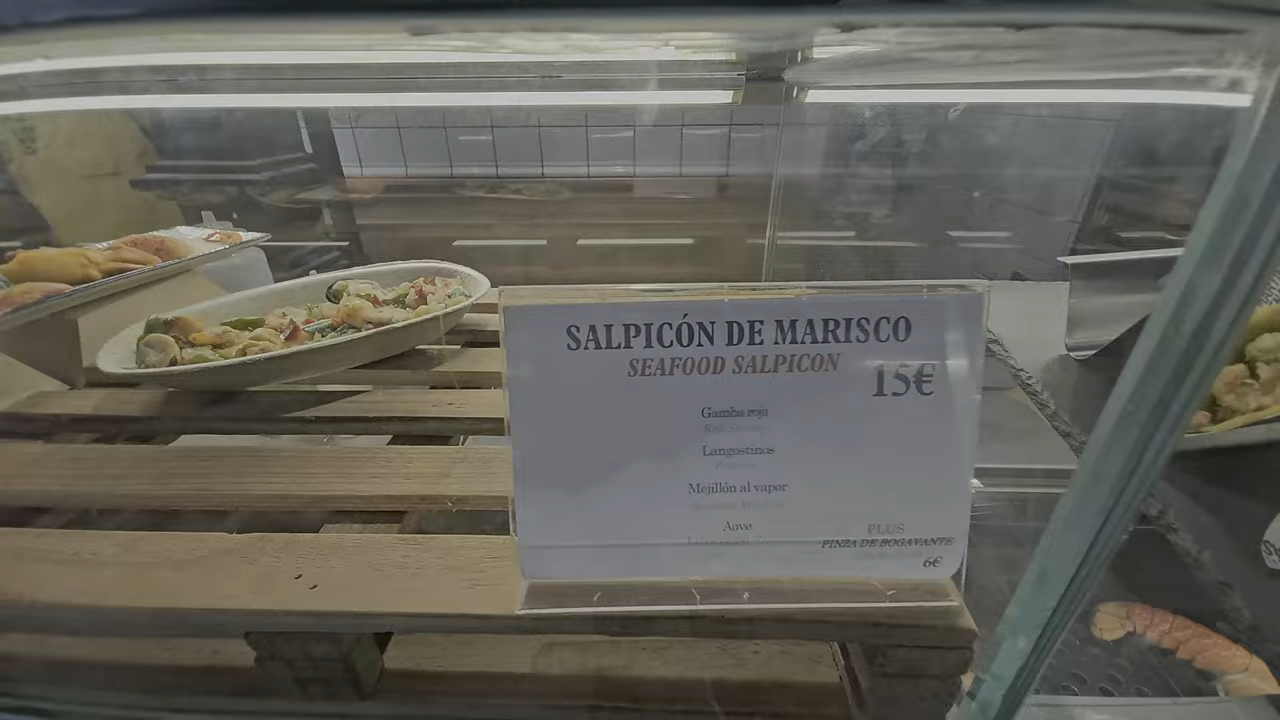 SALPICÓN DE MARISCO
SEAFOOD SALPICON
15€
Gamba roja
Langostinos
Mejillón al vapor
Aove
PLUS
PINZA DE BOGAVANTE
6€